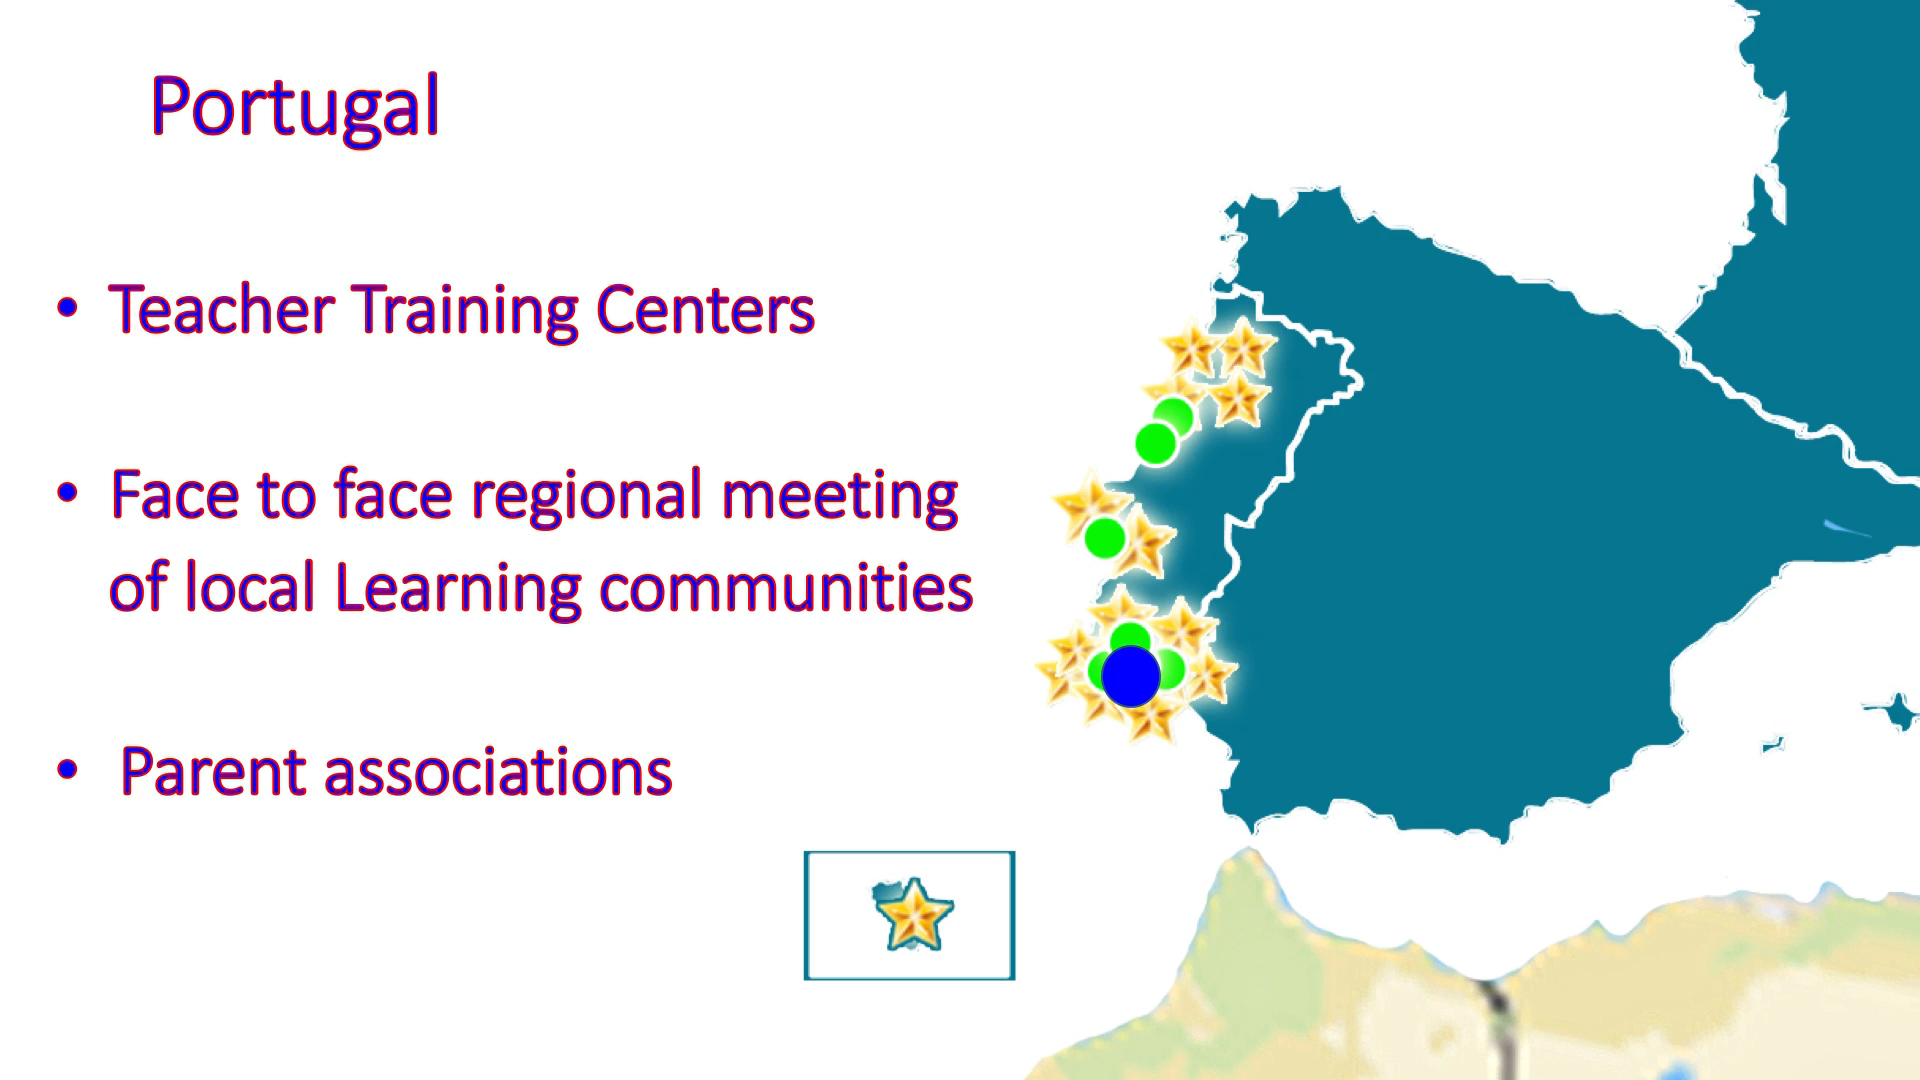 Portugal
• Teacher Training Centers
• Face to face regional meeting
of local Learning communities
• Parent associations